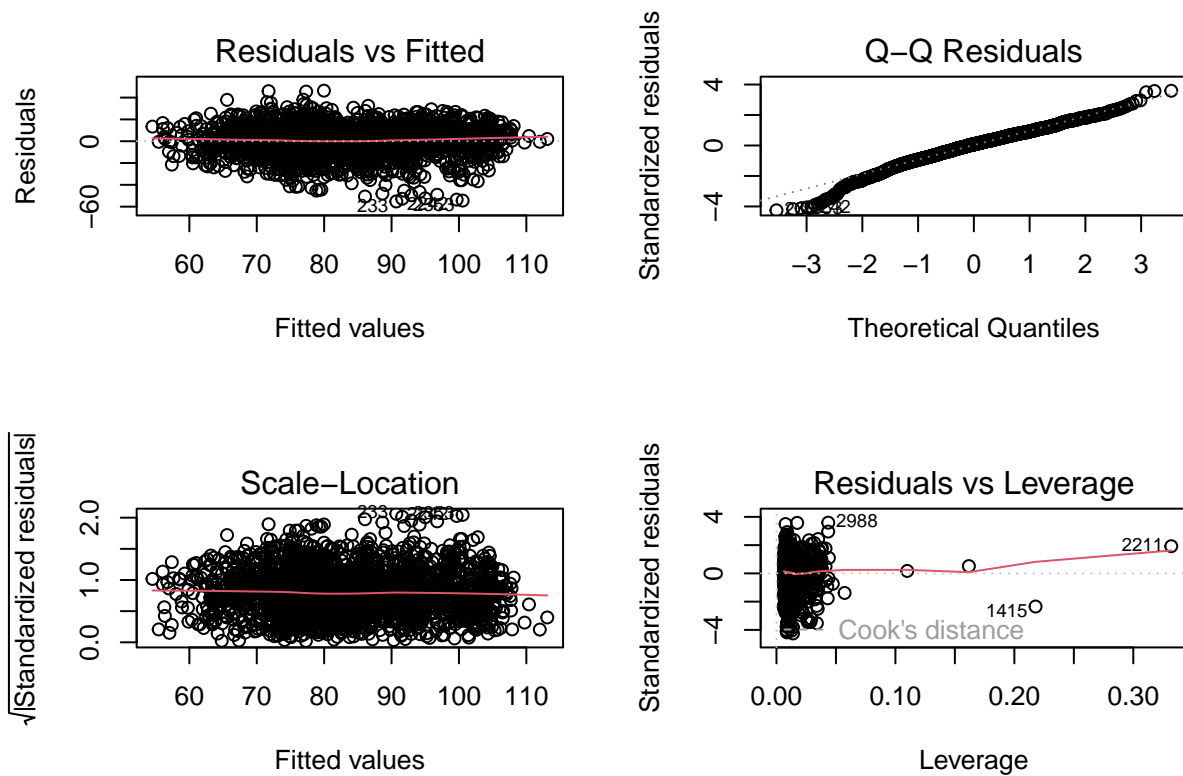 Residuals vs Fitted
Residuals
0
−60
60 70 80 90 100 110
Fitted values
233
Q−Q Residuals
Standardized residuals
4
0
−4
−3 −2 −1 0 1 2 3
Theoretical Quantiles
Scale−Location
√|Standardized residuals|
2.0
1.0
0.0
233
60 70 80 90 100 110
Fitted values
Residuals vs Leverage
Standardized residuals
4
0
−4
2988
2211
1415
Cook's distance
0.00 0.10 0.20 0.30
Leverage